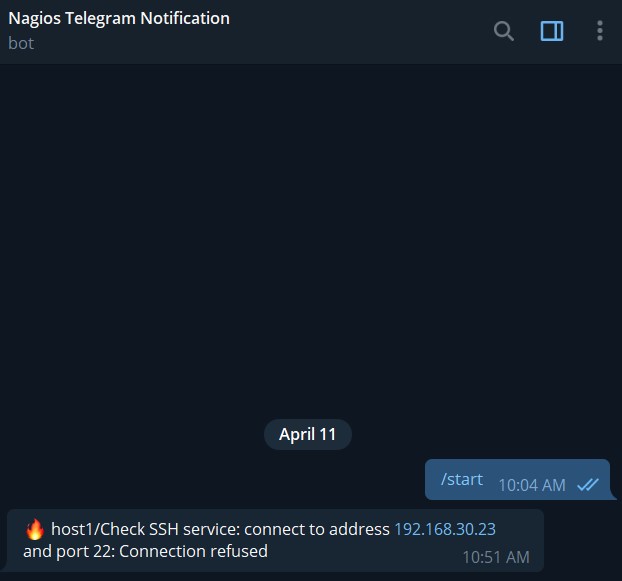 Nagios Telegram Notification
bot
April 11
/start 10:04 AM
🔥 host1/Check SSH service: connect to address 192.168.30.23
and port 22: Connection refused
10:51 AM